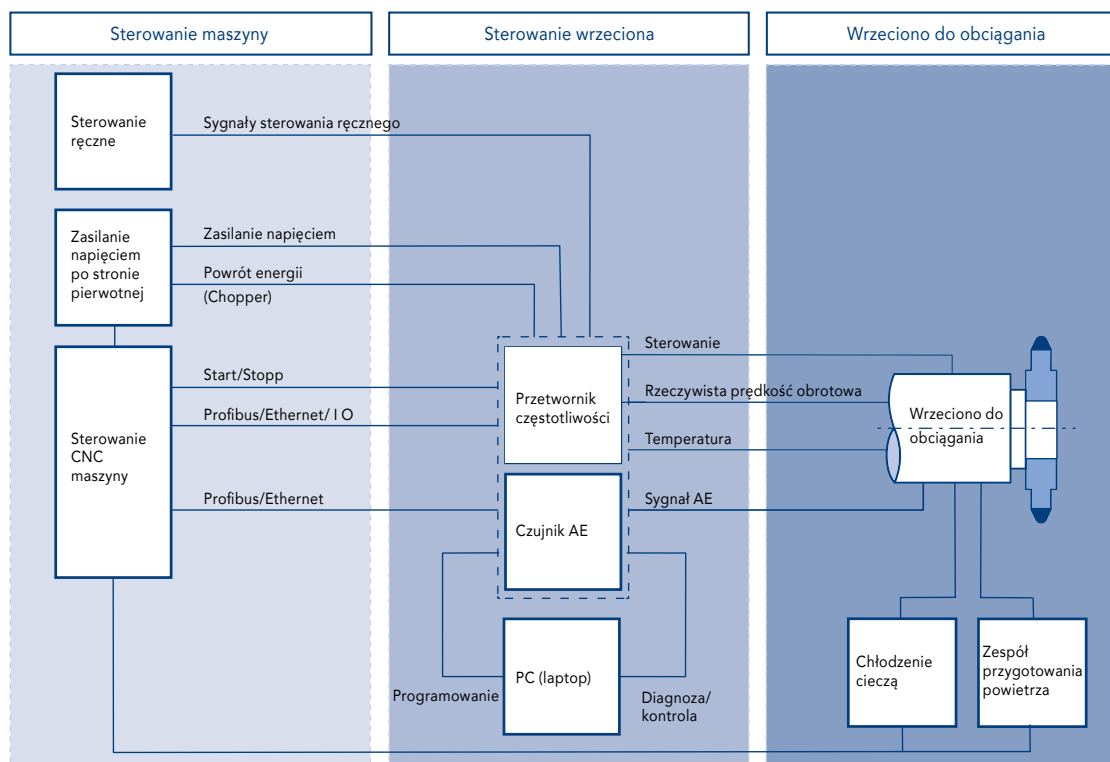 Sterowanie maszyny
Sterowanie wrzeciona
Wrzeciono do obciągania
Sterowanie
ręczne
Sygnały sterowania ręcznego
Zasilanie
napięciem
po stronie
pierwotnej
Zasilanie napięciem
Powrót energii
(Chopper)
Sterowanie
CNC
maszyny
Start/Stopp
Profibus/Ethernet/ I O
Profibus/Ethernet
Przetwornik
częstotliwości
Czujnik AE
PC (laptop)
Programowanie
Diagnoza/
kontrola
Sterowanie
Rzeczywista prędkość obrotowa
Temperatura
Sygnał AE
Wrzeciono do
obciągania
Chłodzenie
cieczą
Zespół
przygotowania
powietrza